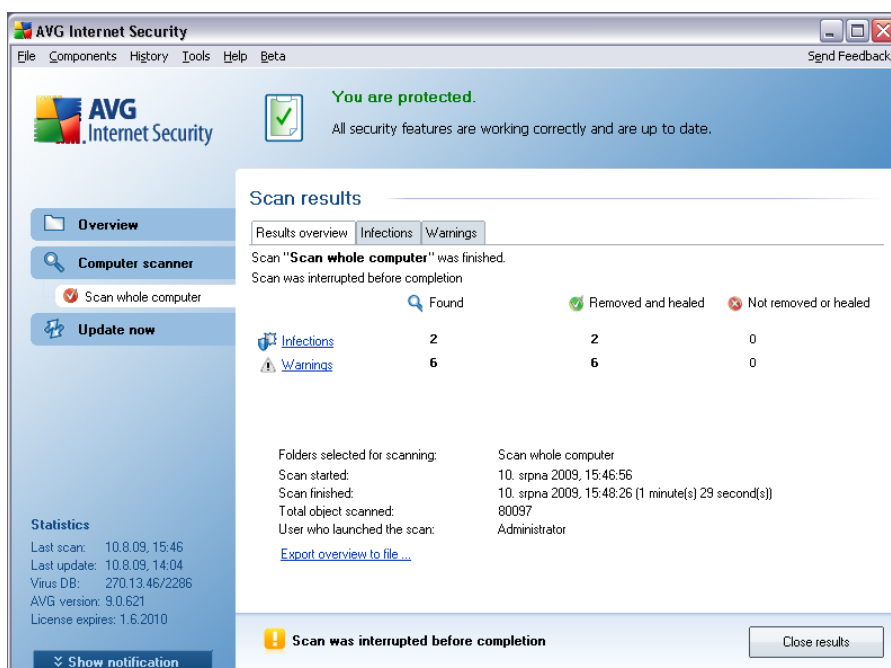 AVG Internet Security
File Components History Tools Help Beta Send Feedback
AVG
Internet Security
You are protected.
All security features are working correctly and are up to date.
Overview
Computer scanner
Scan whole computer
Update now
Scan results
Results overview Infections Warnings
Scan "Scan whole computer" was finished.
Scan was interrupted before completion
Found Removed and healed Not removed or healed
Infections 2 2 0
Warnings 6 6 0
Folders selected for scanning: Scan whole computer
Scan started: 10. srpna 2009, 15:46:56
Scan finished: 10. srpna 2009, 15:48:26 (1 minute(s) 29 second(s))
Total object scanned: 80097
User who launched the scan: Administrator
Export overview to file ...
Statistics
Last scan: 10.8.09, 15:46
Last update: 10.8.09, 14:04
Virus DB: 270.13.46/2286
AVG version: 9.0.621
License expires: 1.6.2010
Show notification
Scan was interrupted before completion
Close results